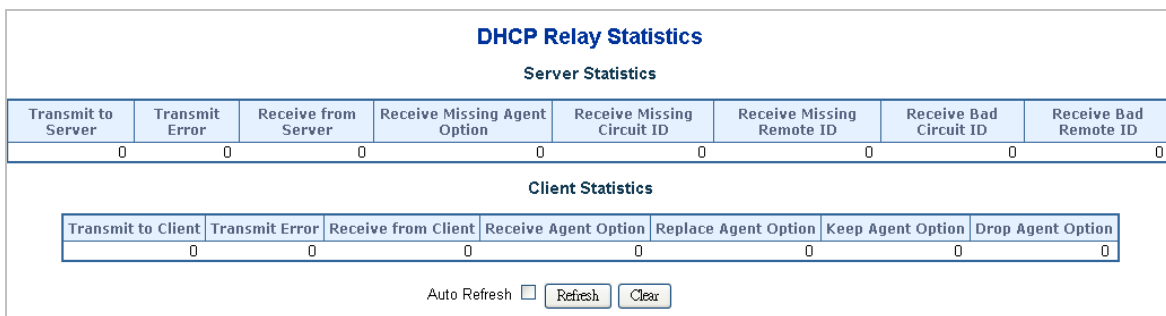 DHCP Relay Statistics
Server Statistics
Transmit to Server Transmit Error Receive from Server Receive Missing Agent Option Receive Missing Circuit ID Receive Missing Remote ID Receive Bad Circuit ID Receive Bad Remote ID
0 0 0 0 0 0 0 0
Client Statistics
Transmit to Client Transmit Error Receive from Client Receive Agent Option Replace Agent Option Keep Agent Option Drop Agent Option
0 0 0 0 0 0 0
Auto Refresh Refresh Clear